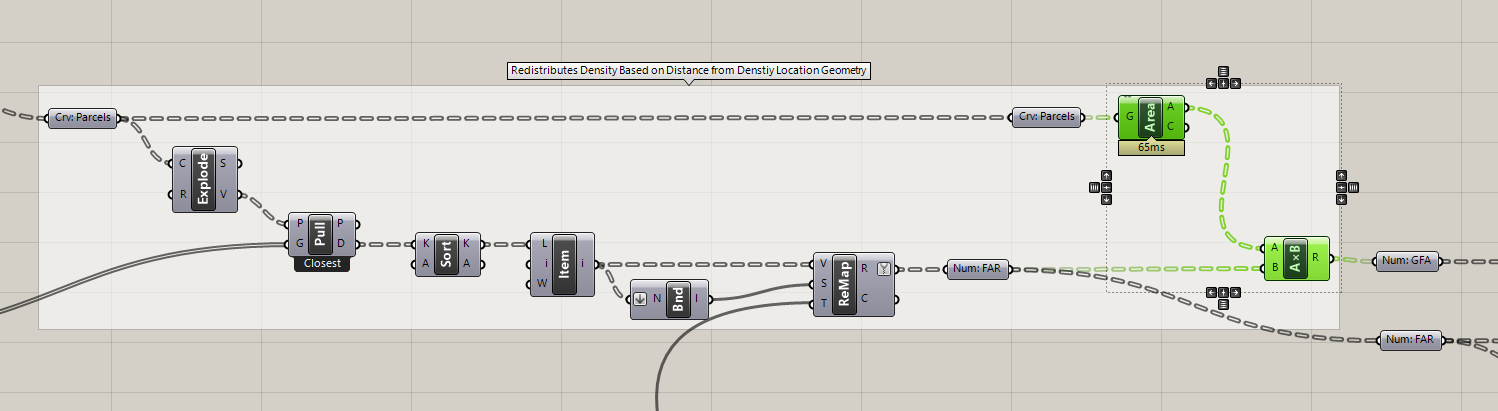 Redistributes Density Based on Distance from Denstiy Location Geometry
Crv: Parcels
Crv: Parcels
G Area A
C
65ms
C Explode S
R V
P Pull P
G D
Closest
K Sort K
A A
L Item
i i
W
N Bnd I
V ReMap R
S C
T
Num: FAR
A A×B R
B
Num: GFA
Num: FAR